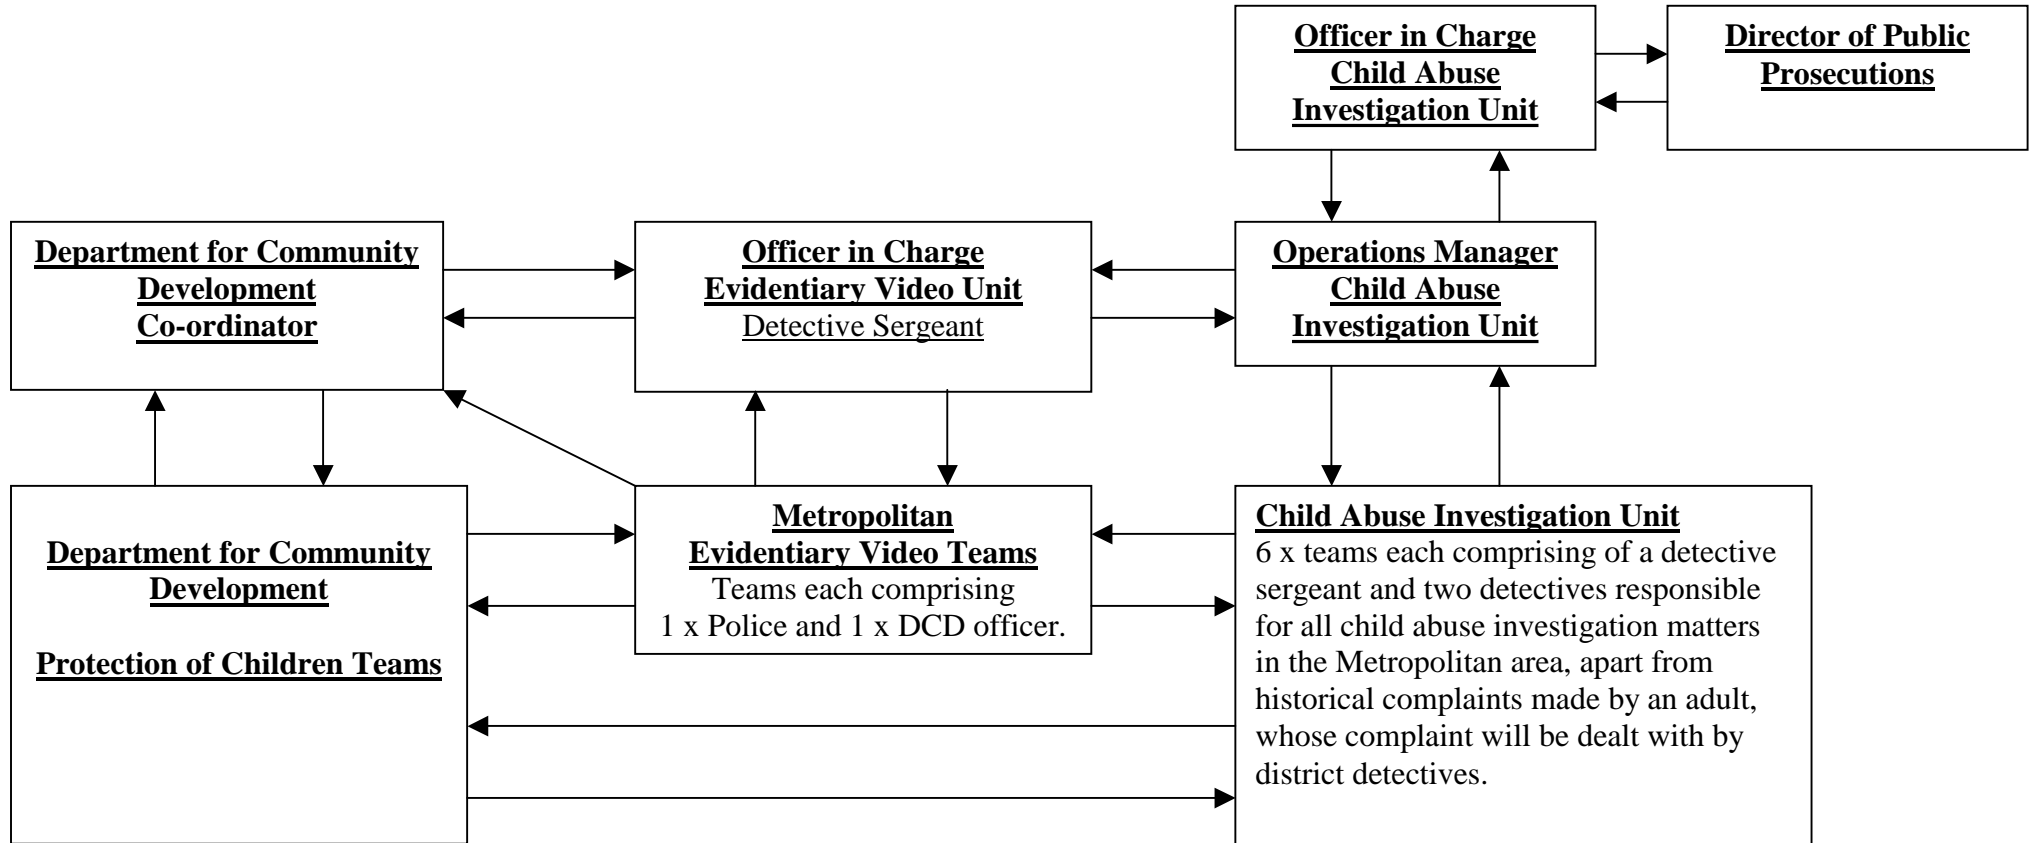 Officer in Charge
Child Abuse
Investigation Unit
Director of Public
Prosecutions
Department for Community
Development
Co-ordinator
Officer in Charge
Evidentiary Video Unit
Detective Sergeant
Operations Manager
Child Abuse
Investigation Unit
Department for Community
Development
Protection of Children Teams
Metropolitan
Evidentiary Video Teams
Teams each comprising
1 x Police and 1 x DCD officer.
Child Abuse Investigation Unit
6 x teams each comprising of a detective
sergeant and two detectives responsible
for all child abuse investigation matters
in the Metropolitan area, apart from
historical complaints made by an adult,
whose complaint will be dealt with by
district detectives.